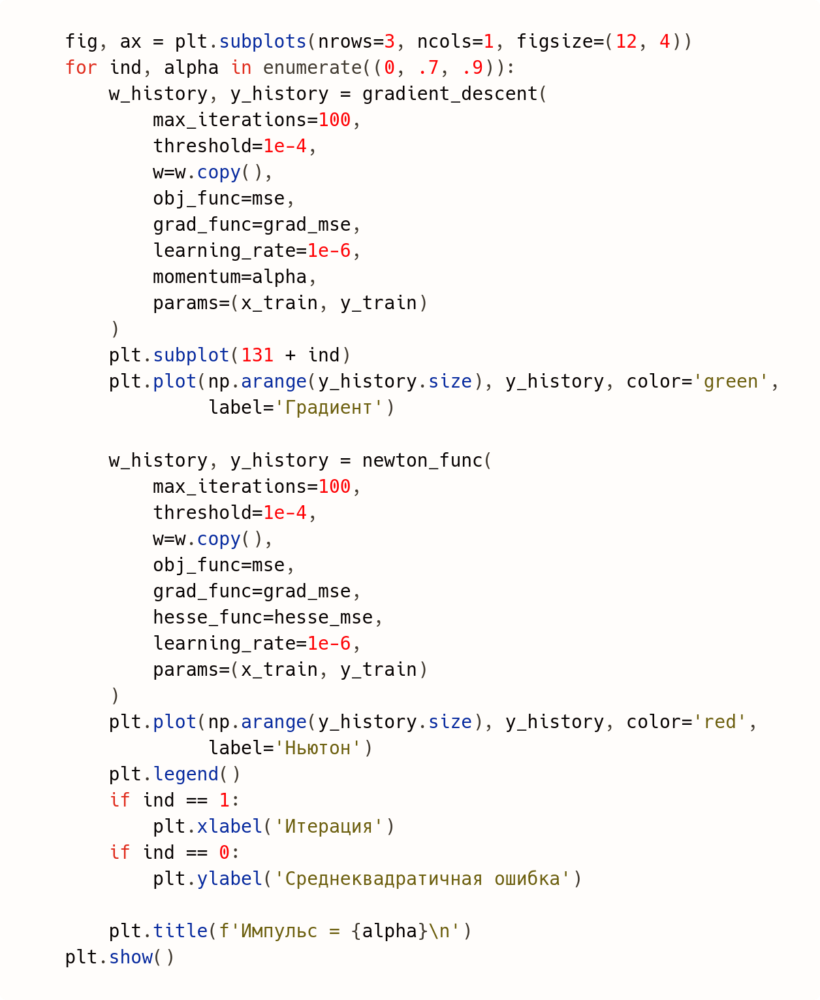 fig, ax = plt.subplots(nrows=3, ncols=1, figsize=(12, 4))
for ind, alpha in enumerate((0, .7, .9)):
    w_history, y_history = gradient_descent(
        max_iterations=100,
        threshold=1e-4,
        w=w.copy(),
        obj_func=mse,
        grad_func=grad_mse,
        learning_rate=1e-6,
        momentum=alpha,
        params=(x_train, y_train)
    )
    plt.subplot(131 + ind)
    plt.plot(np.arange(y_history.size), y_history, color='green',
             label='Градиент')

    w_history, y_history = newton_func(
        max_iterations=100,
        threshold=1e-4,
        w=w.copy(),
        obj_func=mse,
        grad_func=grad_mse,
        hesse_func=hesse_mse,
        learning_rate=1e-6,
        params=(x_train, y_train)
    )
    plt.plot(np.arange(y_history.size), y_history, color='red',
             label='Ньютон')
    plt.legend()
    if ind == 1:
        plt.xlabel('Итерация')
    if ind == 0:
        plt.ylabel('Среднеквадратичная ошибка')

    plt.title(f'Импульс = {alpha}\n')
plt.show()